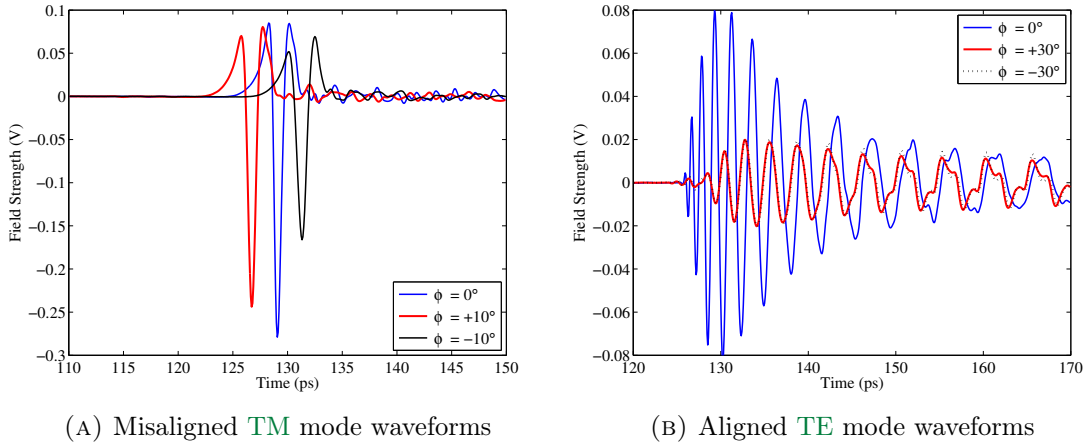 0.1
0.05
0
−0.05
−0.1
−0.15
−0.2
−0.25
−0.3
Field Strength (V)
110 115 120 125 130 135 140 145 150
Time (ps)
ϕ = 0°
ϕ = +10°
ϕ = −10°
(A) Misaligned TM mode waveforms
0.08
0.06
0.04
0.02
0
−0.02
−0.04
−0.06
−0.08
Field Strength (V)
120 130 140 150 160 170
Time (ps)
ϕ = 0°
ϕ = +30°
ϕ = −30°
(B) Aligned TE mode waveforms